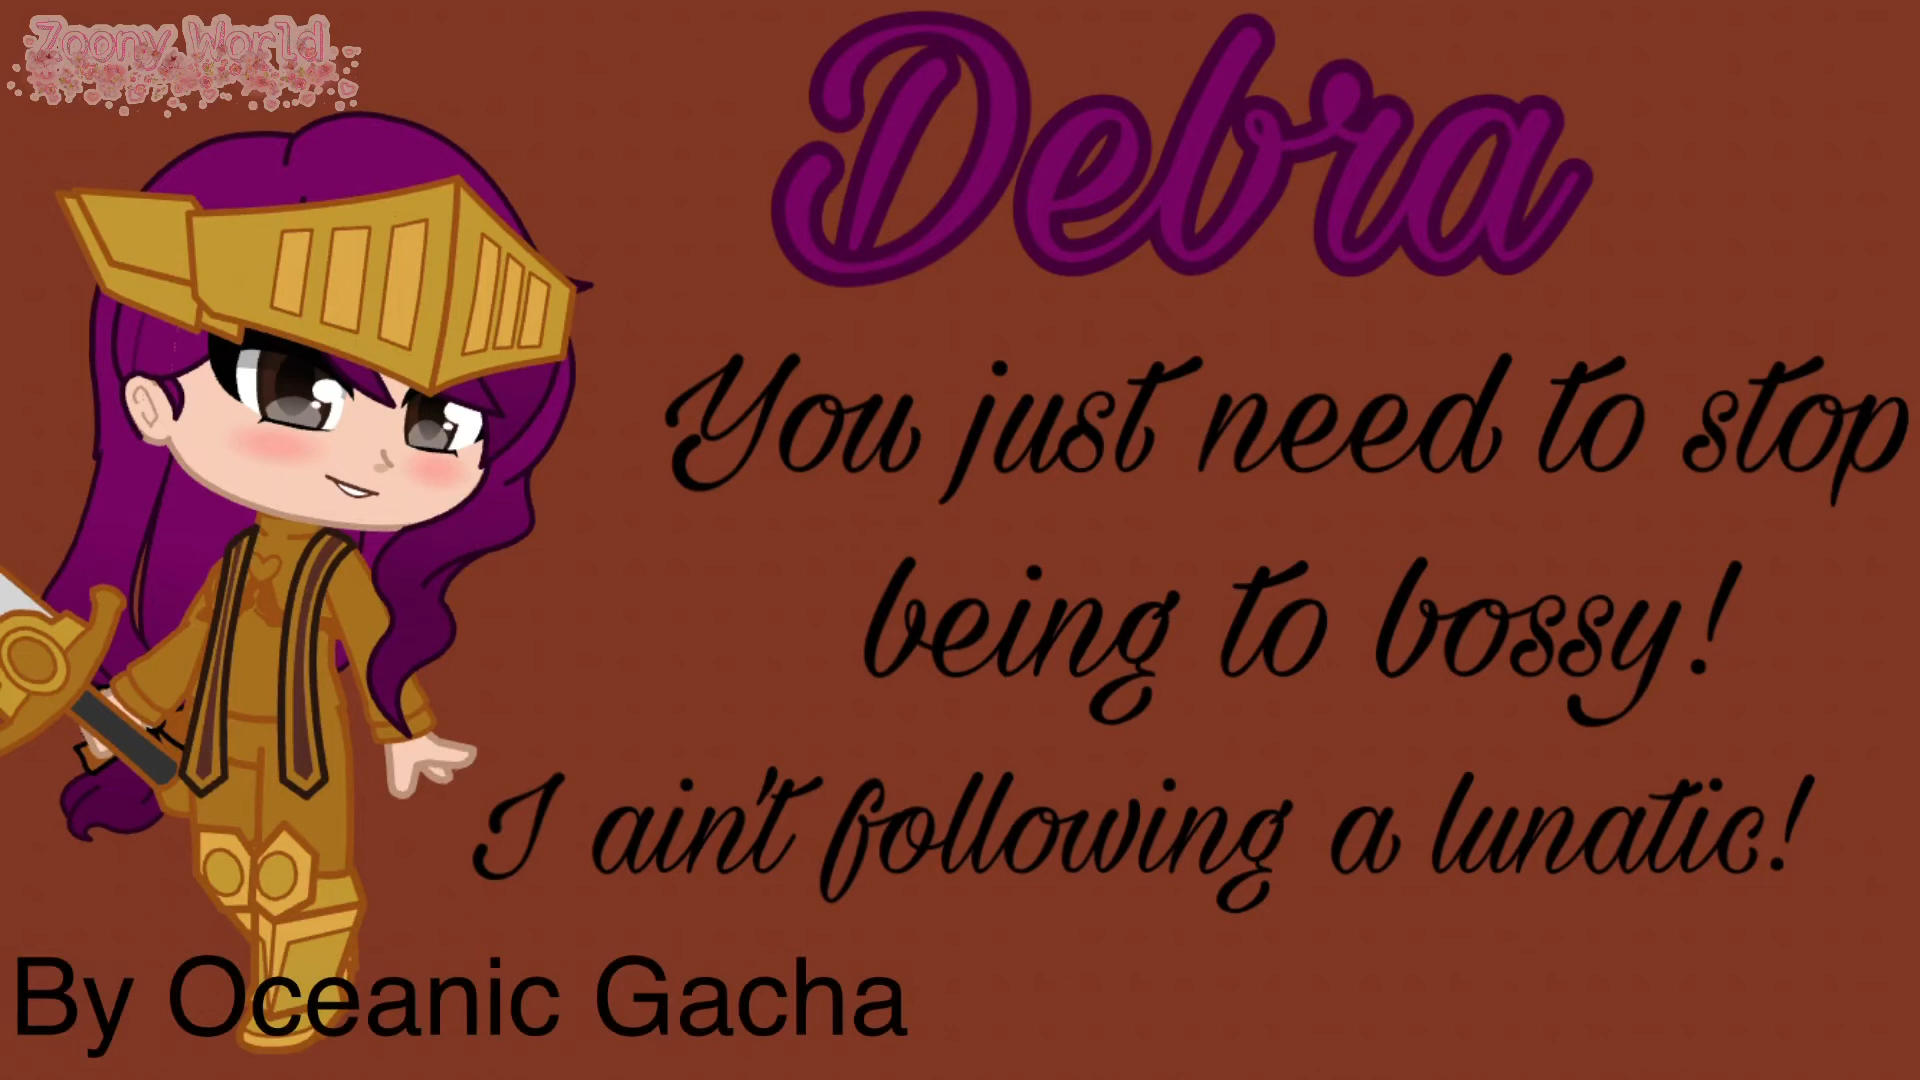 Zoony World
Debra
You just need to stop
being to bossy!
I ain't following a lunatic!
By Oceanic Gacha